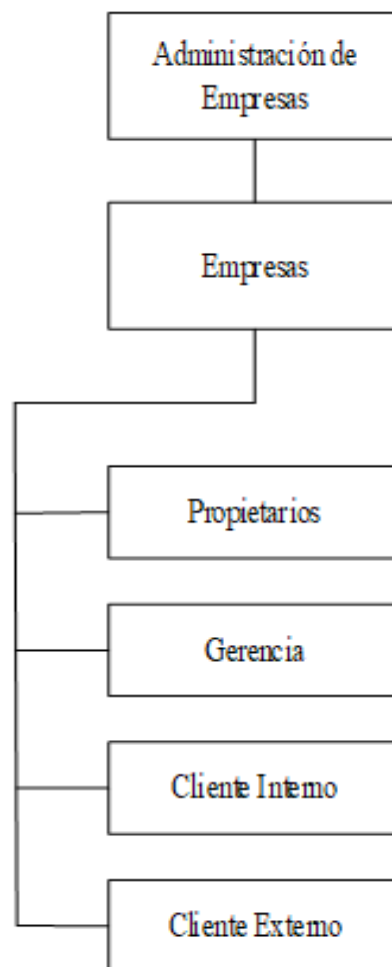 Administración de
Empresas
Empresas
Propietarios
Gerencia
Cliente Interno
Cliente Externo